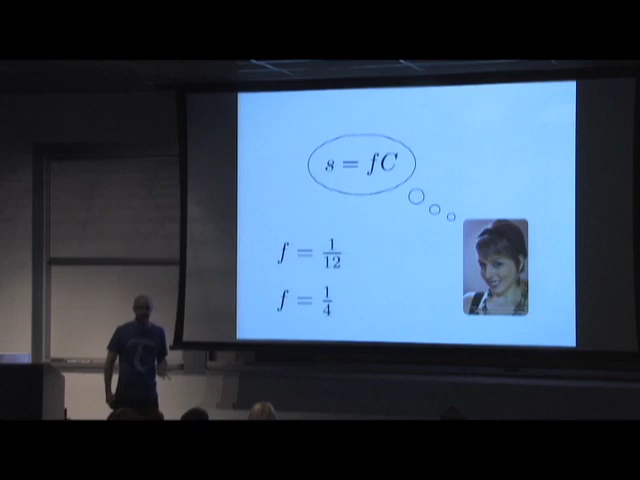 s = fC
f = 1/12
f = 1/4